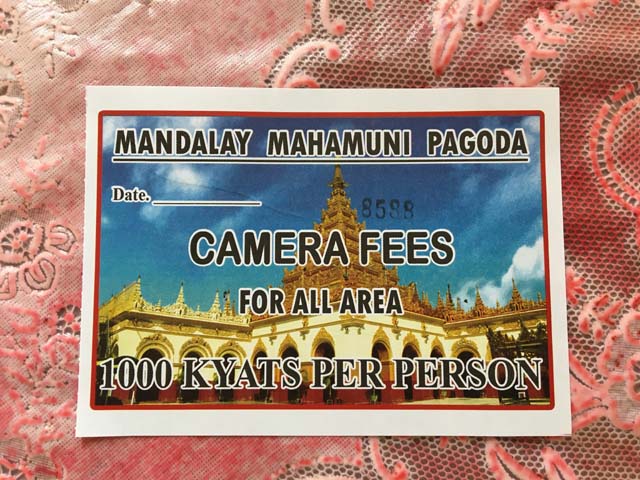 MANDALAY MAHAMUNI PAGODA
Date.
8588
CAMERA FEES
FOR ALL AREA
1000 KYATS PER PERSON